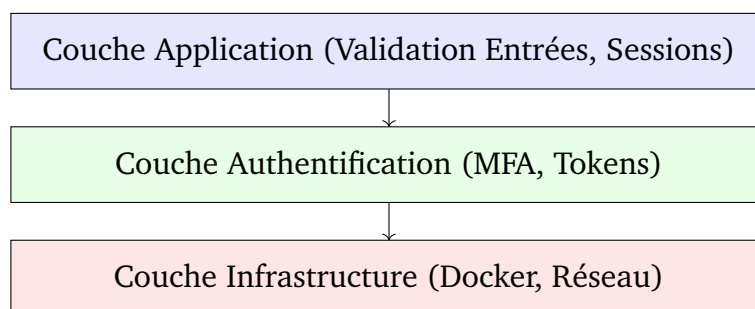 Couche Application (Validation Entrées, Sessions)
Couche Authentification (MFA, Tokens)
Couche Infrastructure (Docker, Réseau)